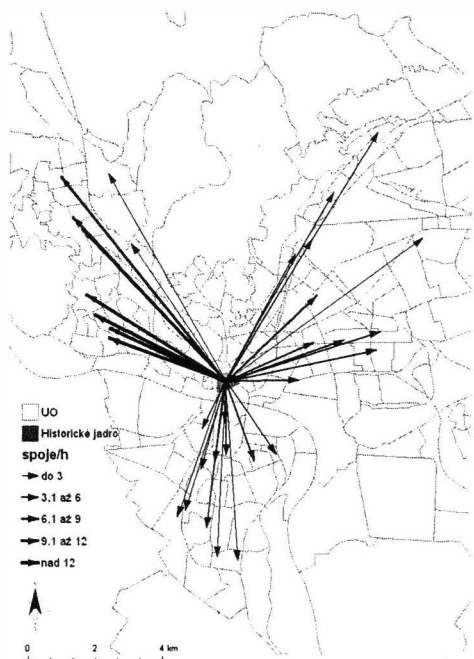 UO
Historické jadro
spoje/h
do 3
3,1 až 6
6,1 až 9
9,1 až 12
nad 12
0 2 4 km